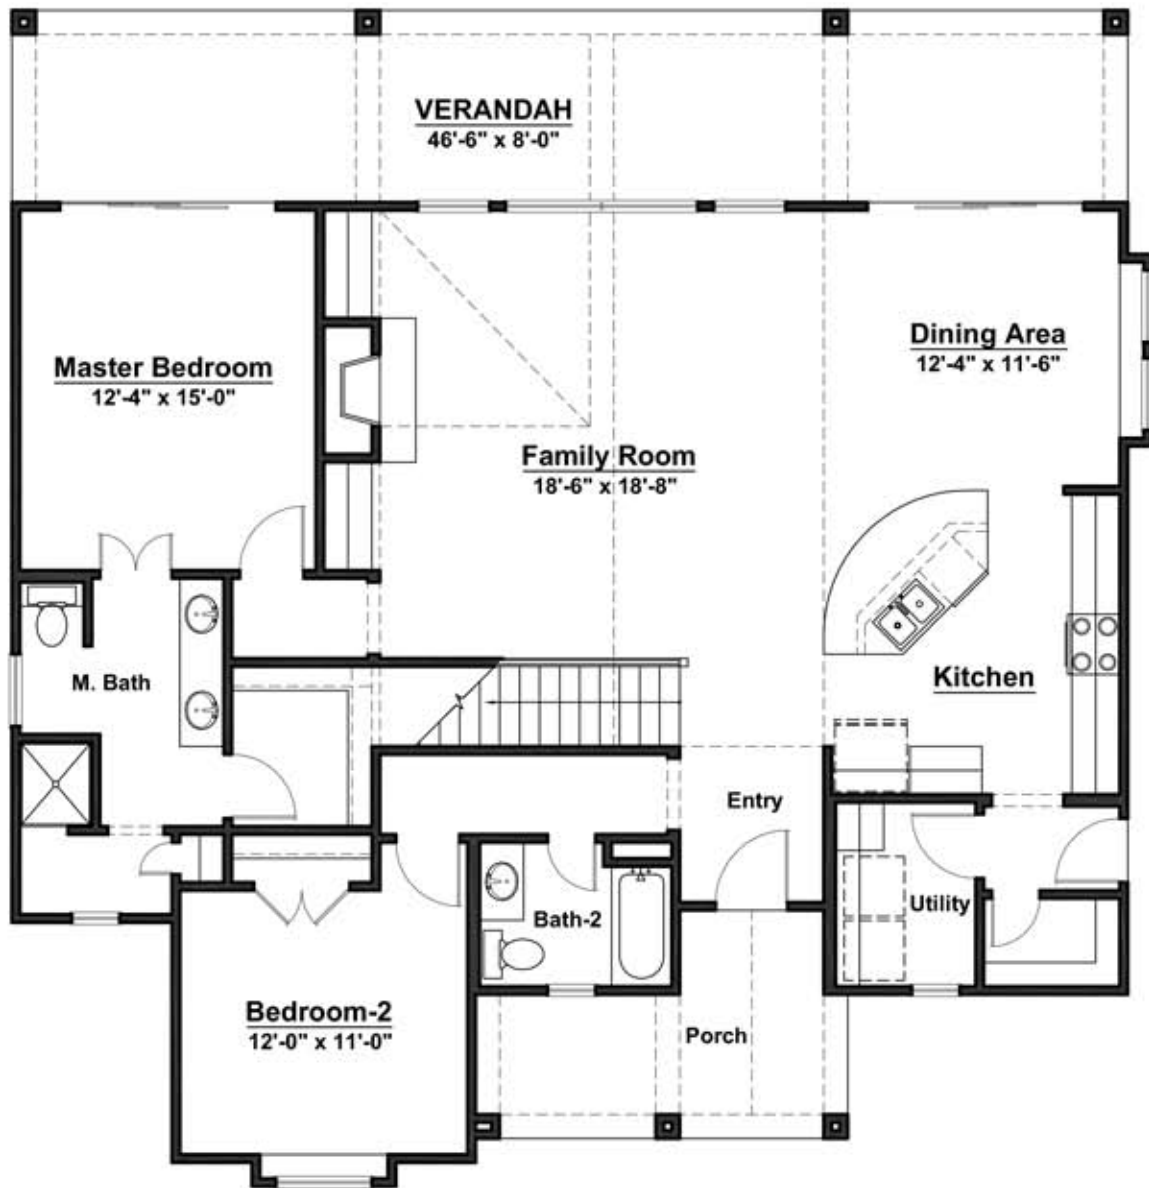 VERANDAH
46'-6" x 8'-0"
Master Bedroom
12'-4" x 15'-0"
Dining Area
12'-4" x 11'-6"
Family Room
18'-6" x 18'-8"
M. Bath
Kitchen
Entry
Utility
Bath-2
Bedroom-2
12'-0" x 11'-0"
Porch